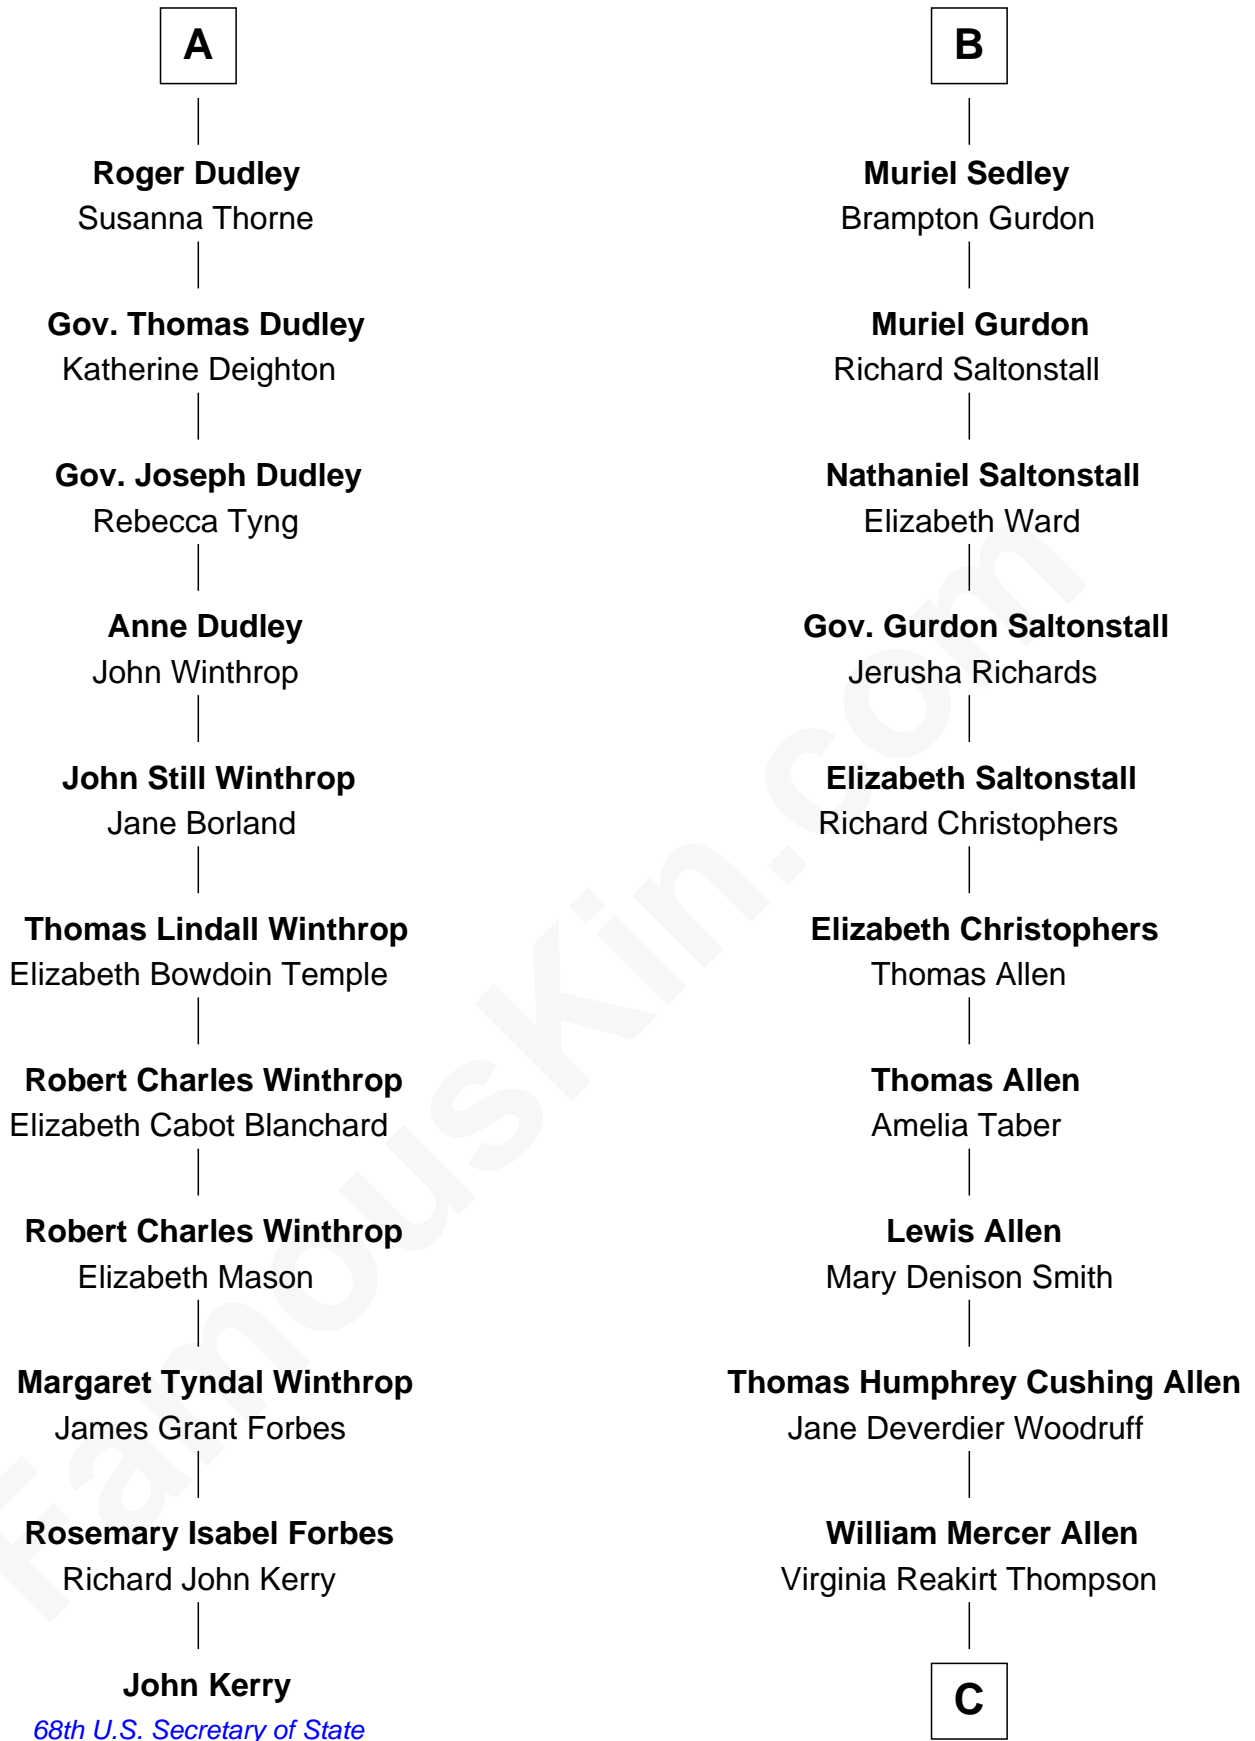 A
Roger Dudley
Susanna Thorne
Gov. Thomas Dudley
Katherine Deighton
Gov. Joseph Dudley
Rebecca Tyng
Anne Dudley
John Winthrop
John Still Winthrop
Jane Borland
Thomas Lindall Winthrop
Elizabeth Bowdoin Temple
Robert Charles Winthrop
Elizabeth Cabot Blanchard
Robert Charles Winthrop
Elizabeth Mason
Margaret Tyndal Winthrop
James Grant Forbes
Rosemary Isabel Forbes
Richard John Kerry
John Kerry
68th U.S. Secretary of State
B
Muriel Sedley
Brampton Gurdon
Muriel Gurdon
Richard Saltonstall
Nathaniel Saltonstall
Elizabeth Ward
Gov. Gurdon Saltonstall
Jerusha Richards
Elizabeth Saltonstall
Richard Christophers
Elizabeth Christophers
Thomas Allen
Thomas Allen
Amelia Taber
Lewis Allen
Mary Denison Smith
Thomas Humphrey Cushing Allen
Jane Deverdier Woodruff
William Mercer Allen
Virginia Reakirt Thompson
C
FamousKin.com